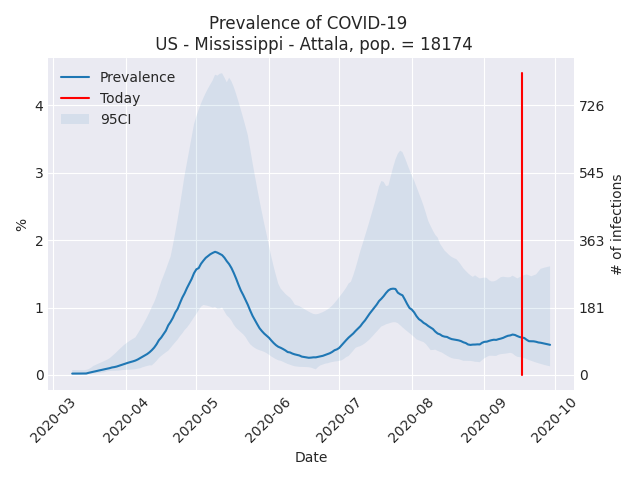 Prevalence of COVID-19
US - Mississippi - Attala, pop. = 18174
Prevalence
Today
95CI
%
4
3
2
1
0
726
545
363
181
0
# of infections
2020-03
2020-04
2020-05
2020-06
2020-07
2020-08
2020-09
2020-10
Date